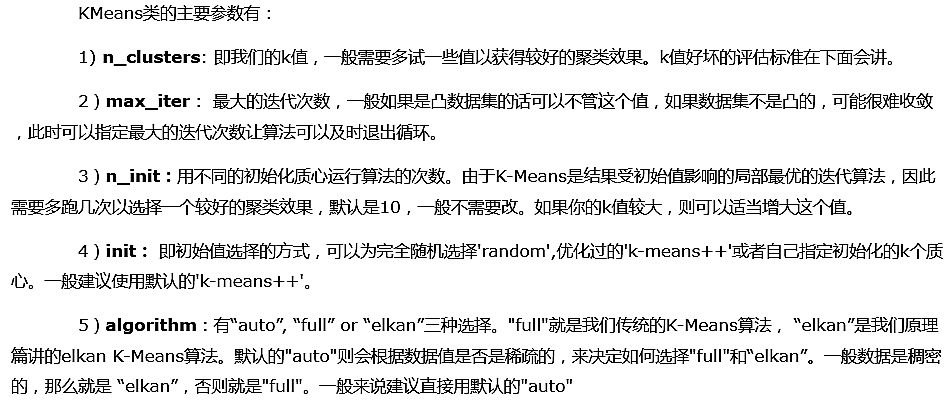 KMeans类的主要参数有：
1) n_clusters: 即我们的k值，一般需要多试一些值以获得较好的聚类效果。k值好坏的评估标准在下面会讲。
2）max_iter： 最大的迭代次数，一般如果是凸数据集的话可以不管这个值，如果数据集不是凸的，可能很难收敛
，此时可以指定最大的迭代次数让算法可以及时退出循环。
3）n_init：用不同的初始化质心运行算法的次数。由于K-Means是结果受初始值影响的局部最优的迭代算法，因此
需要多跑几次以选择一个较好的聚类效果，默认是10，一般不需要改。如果你的k值较大，则可以适当增大这个值。
4）init： 即初始值选择的方式，可以为完全随机选择'random',优化过的'k-means++'或者自己指定初始化的k个质
心。一般建议使用默认的'k-means++'。
5）algorithm：有“auto”, “full” or “elkan”三种选择。"full"就是我们传统的K-Means算法， “elkan”是我们原理
篇讲的elkan K-Means算法。默认的"auto"则会根据数据值是否是稀疏的，来决定如何选择"full"和“elkan”。一般数据是稠密
的，那么就是 “elkan”，否则就是"full"。一般来说建议直接用默认的"auto"